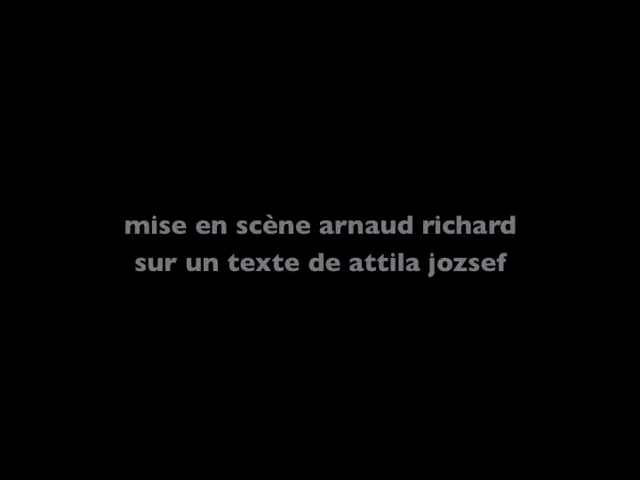 mise en scène arnaud richard
sur un texte de attila jozsef